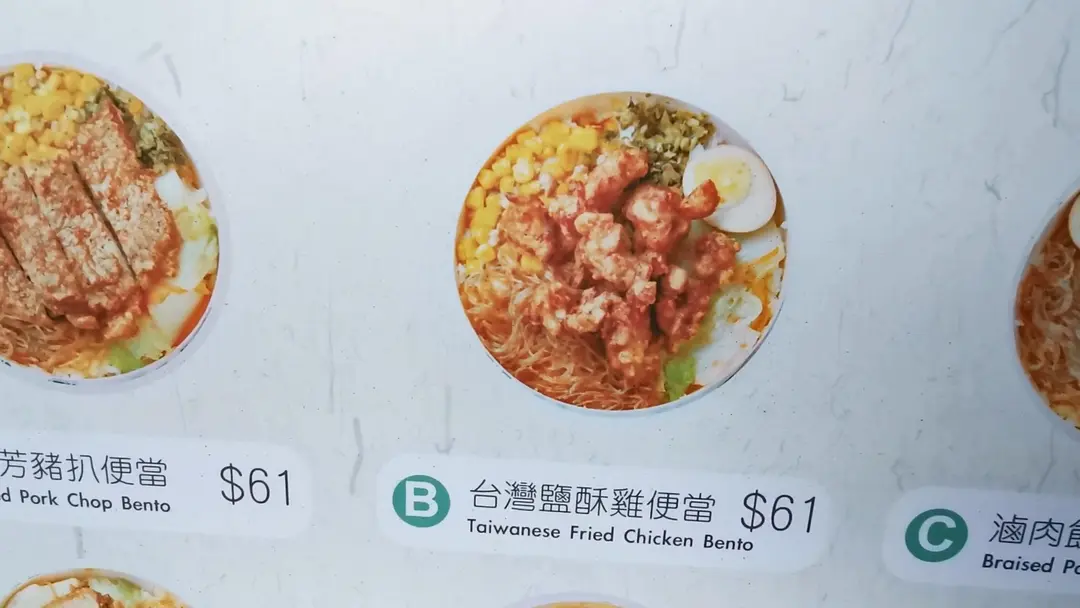 芳豬扒便當 $61
Pork Chop Bento
B 台灣鹽酥雞便當 $61
Taiwanese Fried Chicken Bento
C 滷肉
Braised